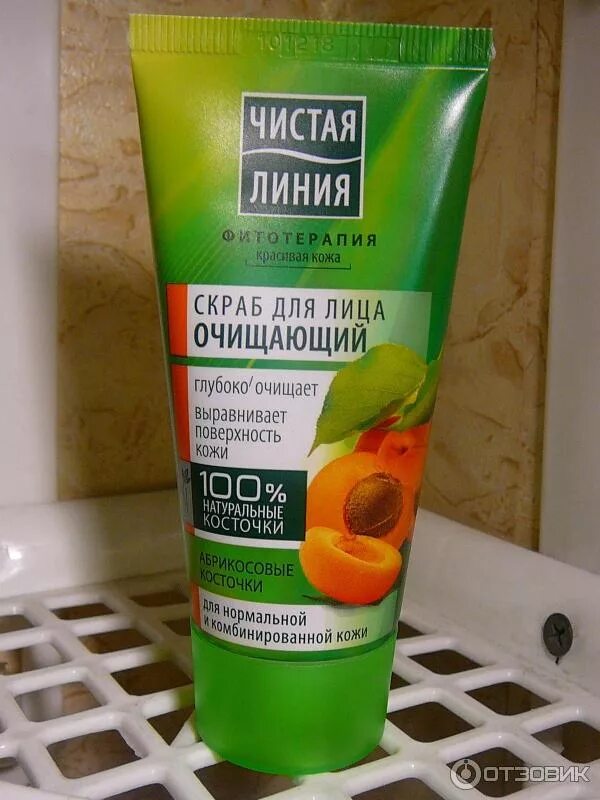 101218
ЧИСТАЯ
ЛИНИЯ
ФИТОТЕРАПИЯ
красивая кожа
СКРАБ ДЛЯ ЛИЦА
ОЧИЩАЮЩИЙ
глубоко очищает
выравнивает
поверхность
кожи
100%
НАТУРАЛЬНЫЕ
КОСТОЧКИ
АБРИКОСОВЫЕ
КОСТОЧКИ
для нормальной
и комбинированной кожи
ОТЗОВИК